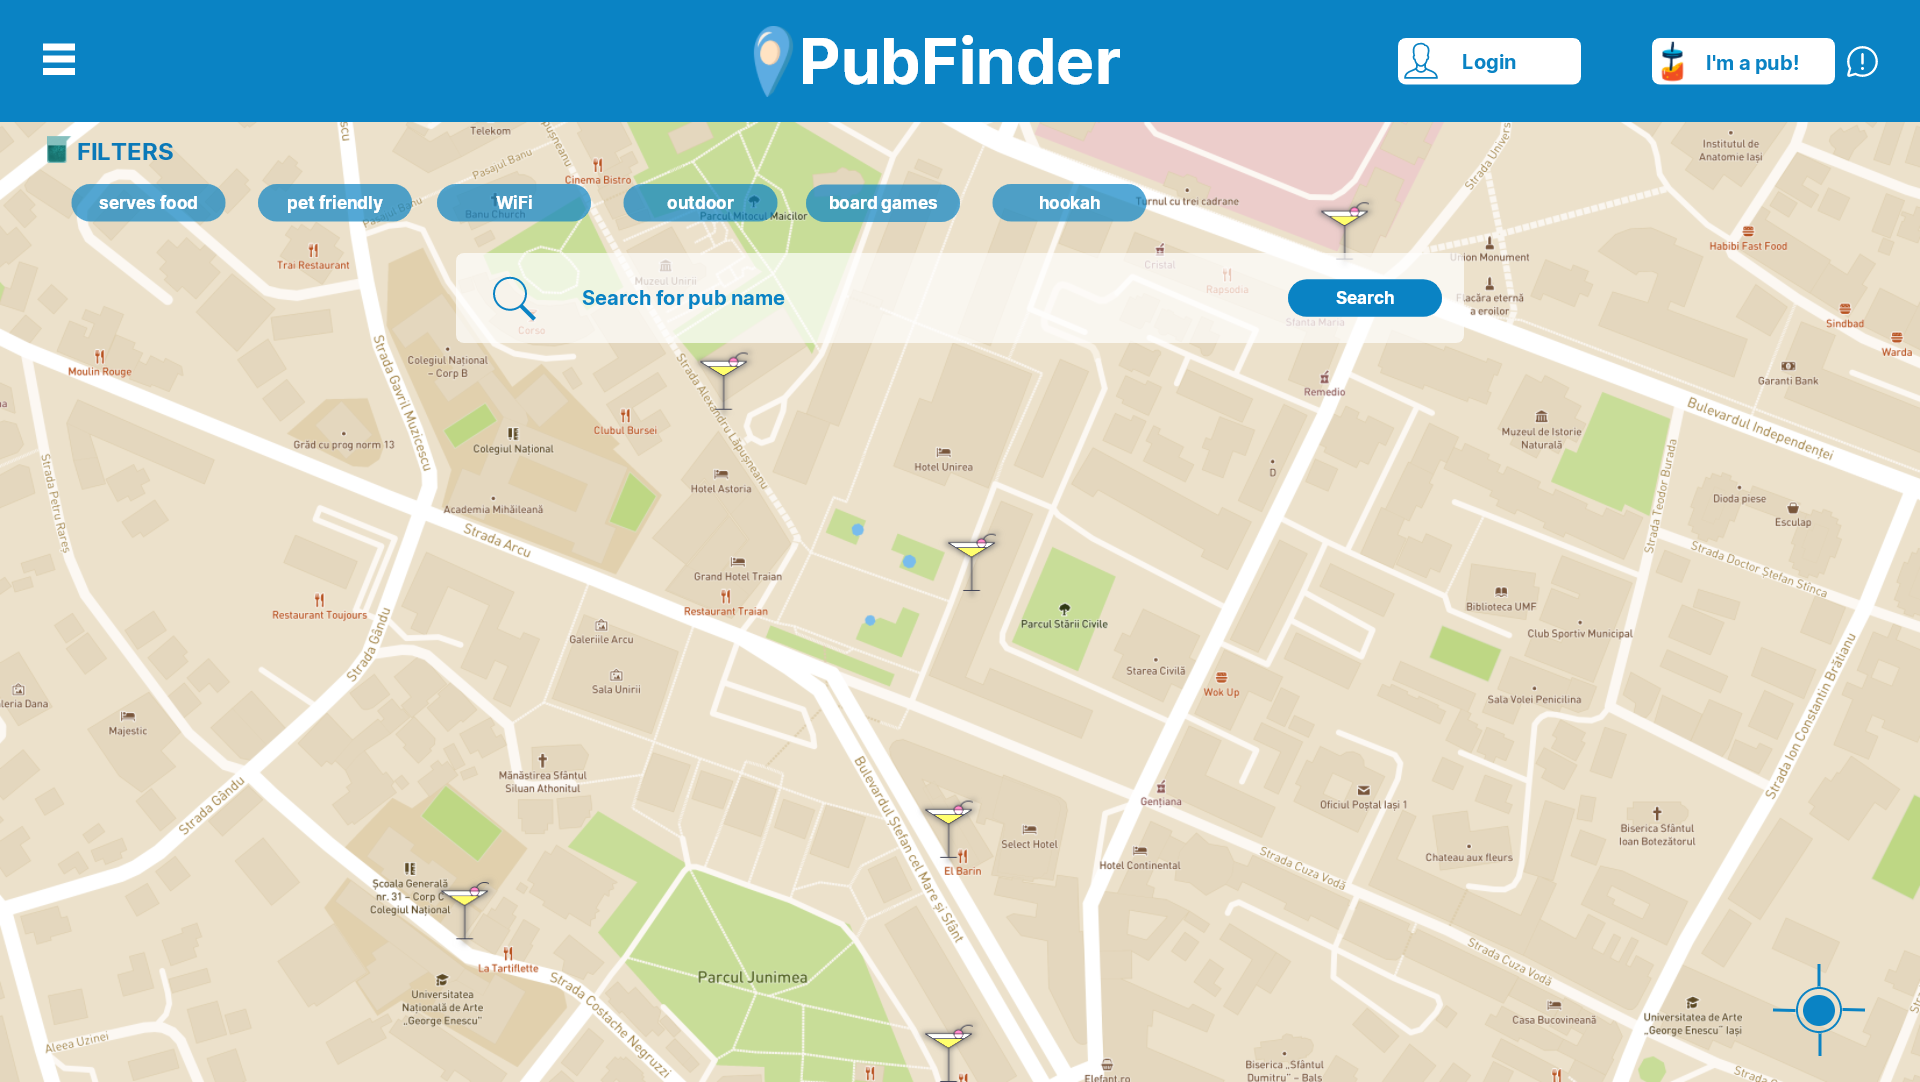 PubFinder
Login
I'm a pub!
FILTERS
serves food
pet friendly
WiFi
outdoor
board games
hookah
Search for pub name
Search
Telekom
Pasajul Banu
Cinema Bistro
Banu Church
Parcul Mitocul Maicilor
Turnul cu trei cadrane
Strada Univers
Institutul de
Anatomie Iași
Habibi Fast Food
Trai Restaurant
Muzeul Unirii
Cristal
Rapsodia
Sfanta Maria
Union Monument
Flacăra eternă
a eroilor
Corso
Sindbad
Warda
Garanti Bank
Moulin Rouge
Colegiul Național
– Corp B
Strada Gavril Muzicescu
Strada Alexandru Lăpușneanu
Remedio
Bulevardul Independenței
Clubul Bursei
Grăd cu prog norm 13
Colegiul Național
Muzeul de Istorie
Naturală
Hotel Unirea
D
Hotel Astoria
Academia Mihăileană
Strada Petru Rareș
Strada Arcu
Strada Teodor Burada
Dioda piese
Esculap
Strada Doctor Ștefan Stînca
Grand Hotel Traian
Restaurant Traian
Restaurant Toujours
Biblioteca UMF
Parcul Stării Civile
Club Sportiv Municipal
Galeriile Arcu
Strada Gându
Sala Unirii
Starea Civilă
Wok Up
Sala Volei Penicilina
Strada Ion Constantin Brătianu
leria Dana
Majestic
Mănăstirea Sfântul
Siluan Athonitul
Strada Gându
Bulevardul Ștefan cel Mare și Sfânt
Gențiana
Oficiul Poștal Iași 1
Biserica Sfântul
Ioan Botezătorul
Select Hotel
El Barin
Hotel Continental
Strada Cuza Vodă
Chateau aux fleurs
Școala Generală
nr. 31 – Corp C
Colegiul Național
La Tartiflette
Parcul Junimea
Strada Cuza Vodă
Universitatea
Națională de Arte
„George Enescu”
Strada Costache Negruzzi
Aleea Uzinei
Casa Bucovineană
Universitatea de Arte
„George Enescu” Iași
Elefant.ro
Biserica „Sfântul
Dumitru” – Balș
Strada Cuza